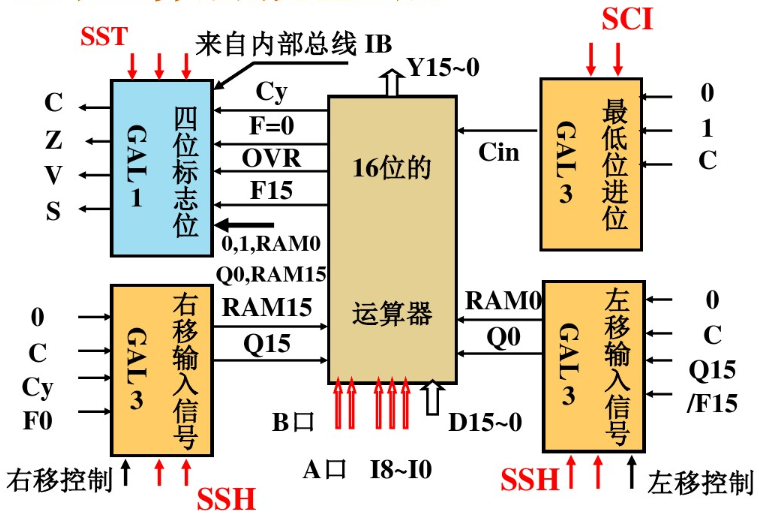 SST
SCI
来自内部总线 IB
Y15~0
C
Z
V
S
四位标志位
GAL 1
Cy
F=0
OVR
F15
0,1,RAM0
Q0,RAM15
16位的
运算器
Cin
最低位进位
GAL 3
0
1
C
0
C
Cy
F0
右移输入信号
GAL 3
RAM15
Q15
RAM0
Q0
左移输入信号
GAL 3
0
C
Q15
/F15
B口
D15~0
A口 I8~I0
右移控制
SSH
SSH
左移控制